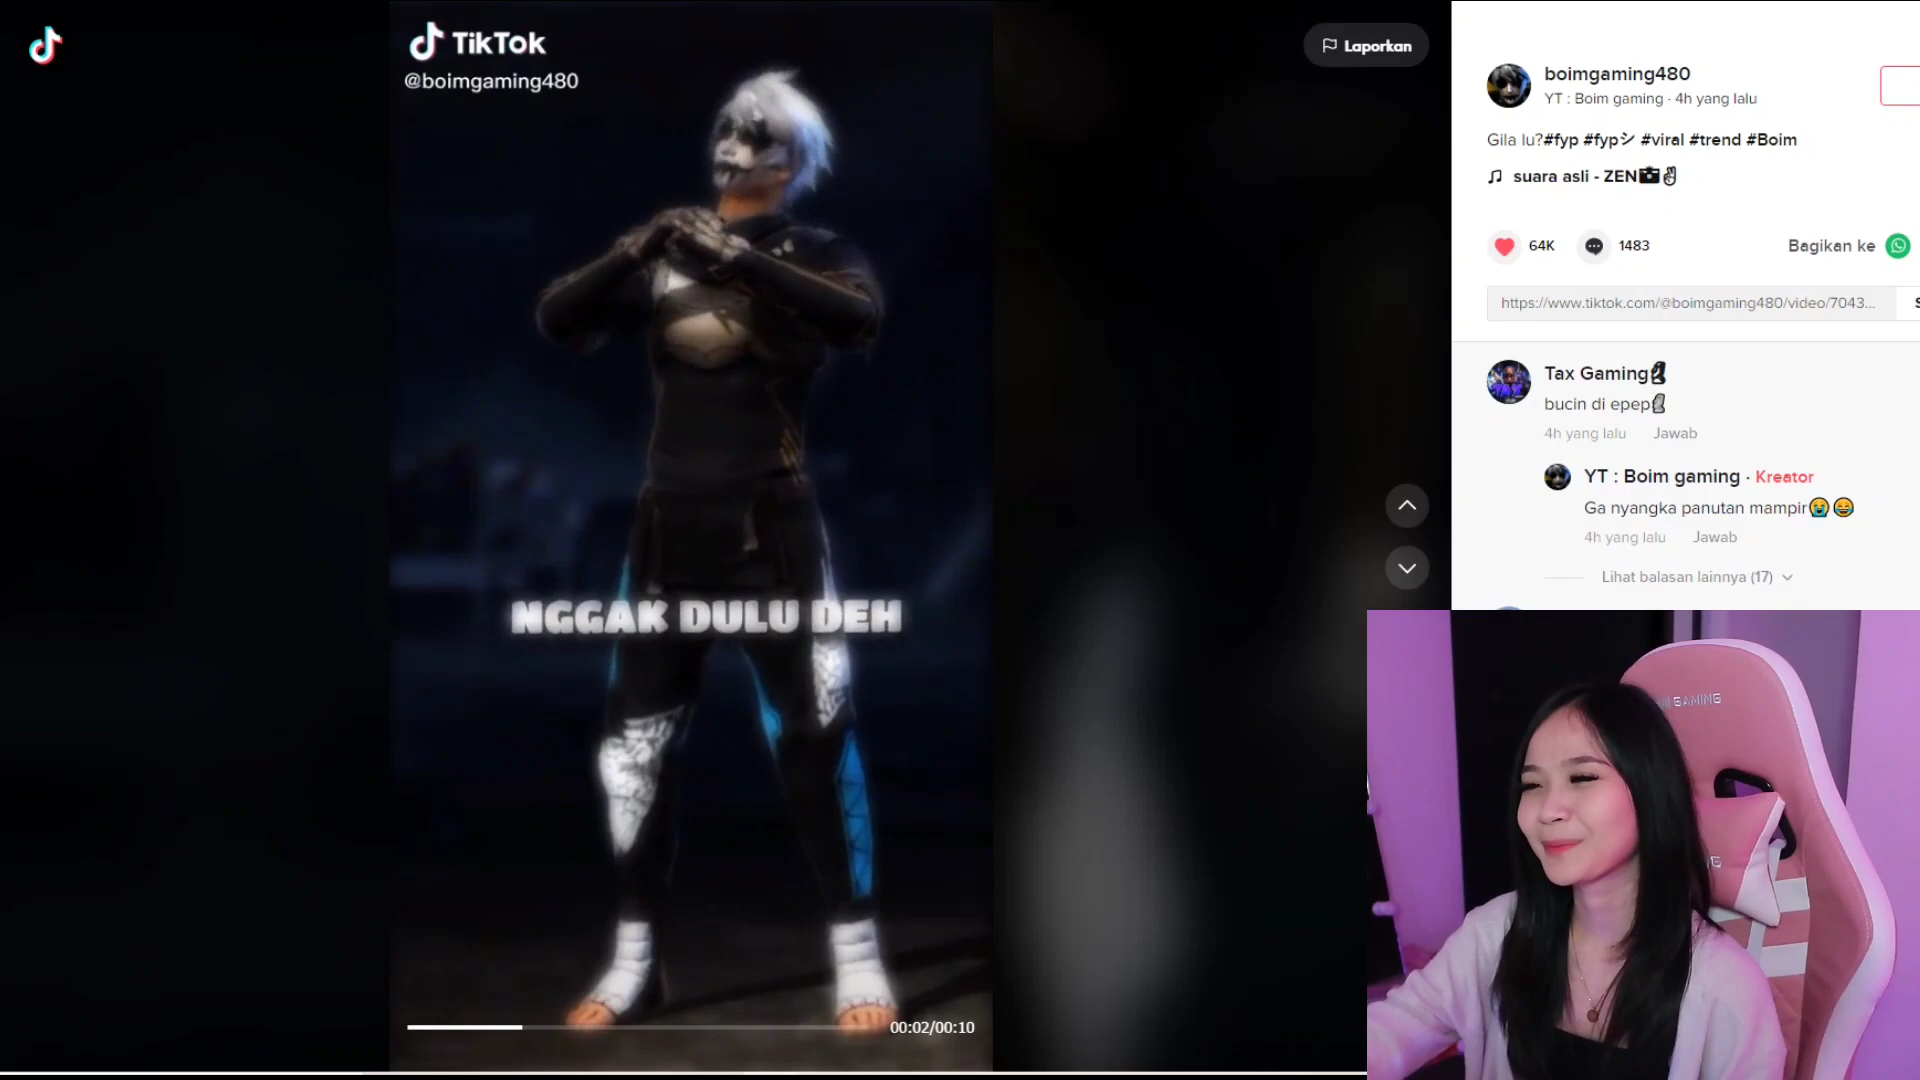 TikTok
@boimgaming480
Laporkan
NGGAK DULU DEH
00:02/00:10
boimgaming480
YT : Boim gaming · 4h yang lalu
Gila lu?#fyp #fypシ #viral #trend #Boim
suara asli - ZEN
64K
1483
Bagikan ke
https://www.tiktok.com/@boimgaming480/video/7043...
Tax Gaming🗿
bucin di epep🗿
4h yang lalu Jawab
YT : Boim gaming · Kreator
Ga nyangka panutan mampir😭😂
4h yang lalu Jawab
Lihat balasan lainnya (17)
GAMING